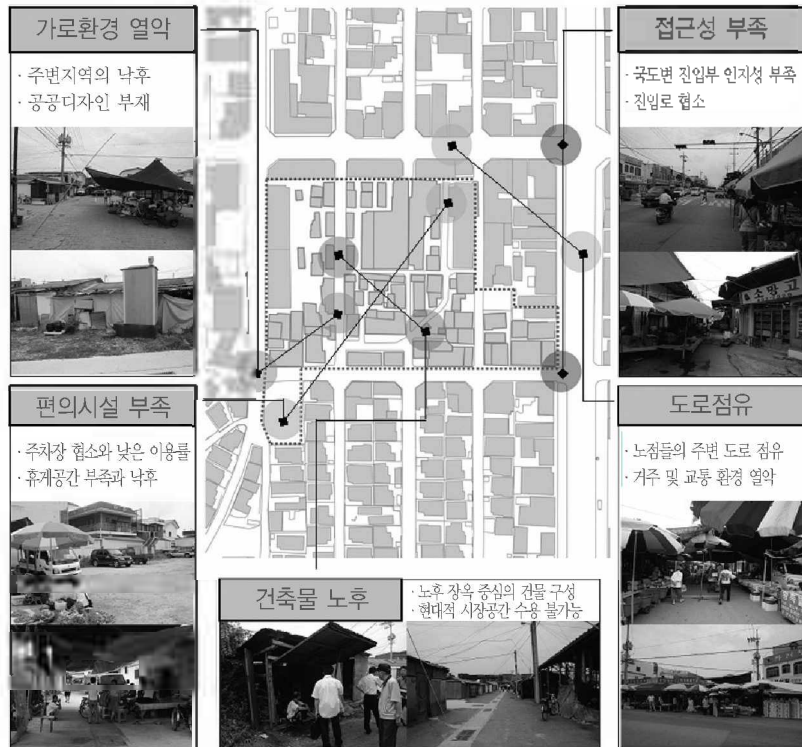 가로환경 열악
· 주변지역의 낙후
· 공공디자인 부재
접근성 부족
· 국도변 진입부 인지성 부족
· 진입로 협소
편의시설 부족
· 주차장 협소와 낮은 이용률
· 휴게공간 부족과 낙후
도로점유
· 노점들의 주변 도로 점유
· 거주 및 교통 환경 열악
건축물 노후
· 노후 장옥 중심의 건물 구성
· 현대적 시장공간 수용 불가능
소망고